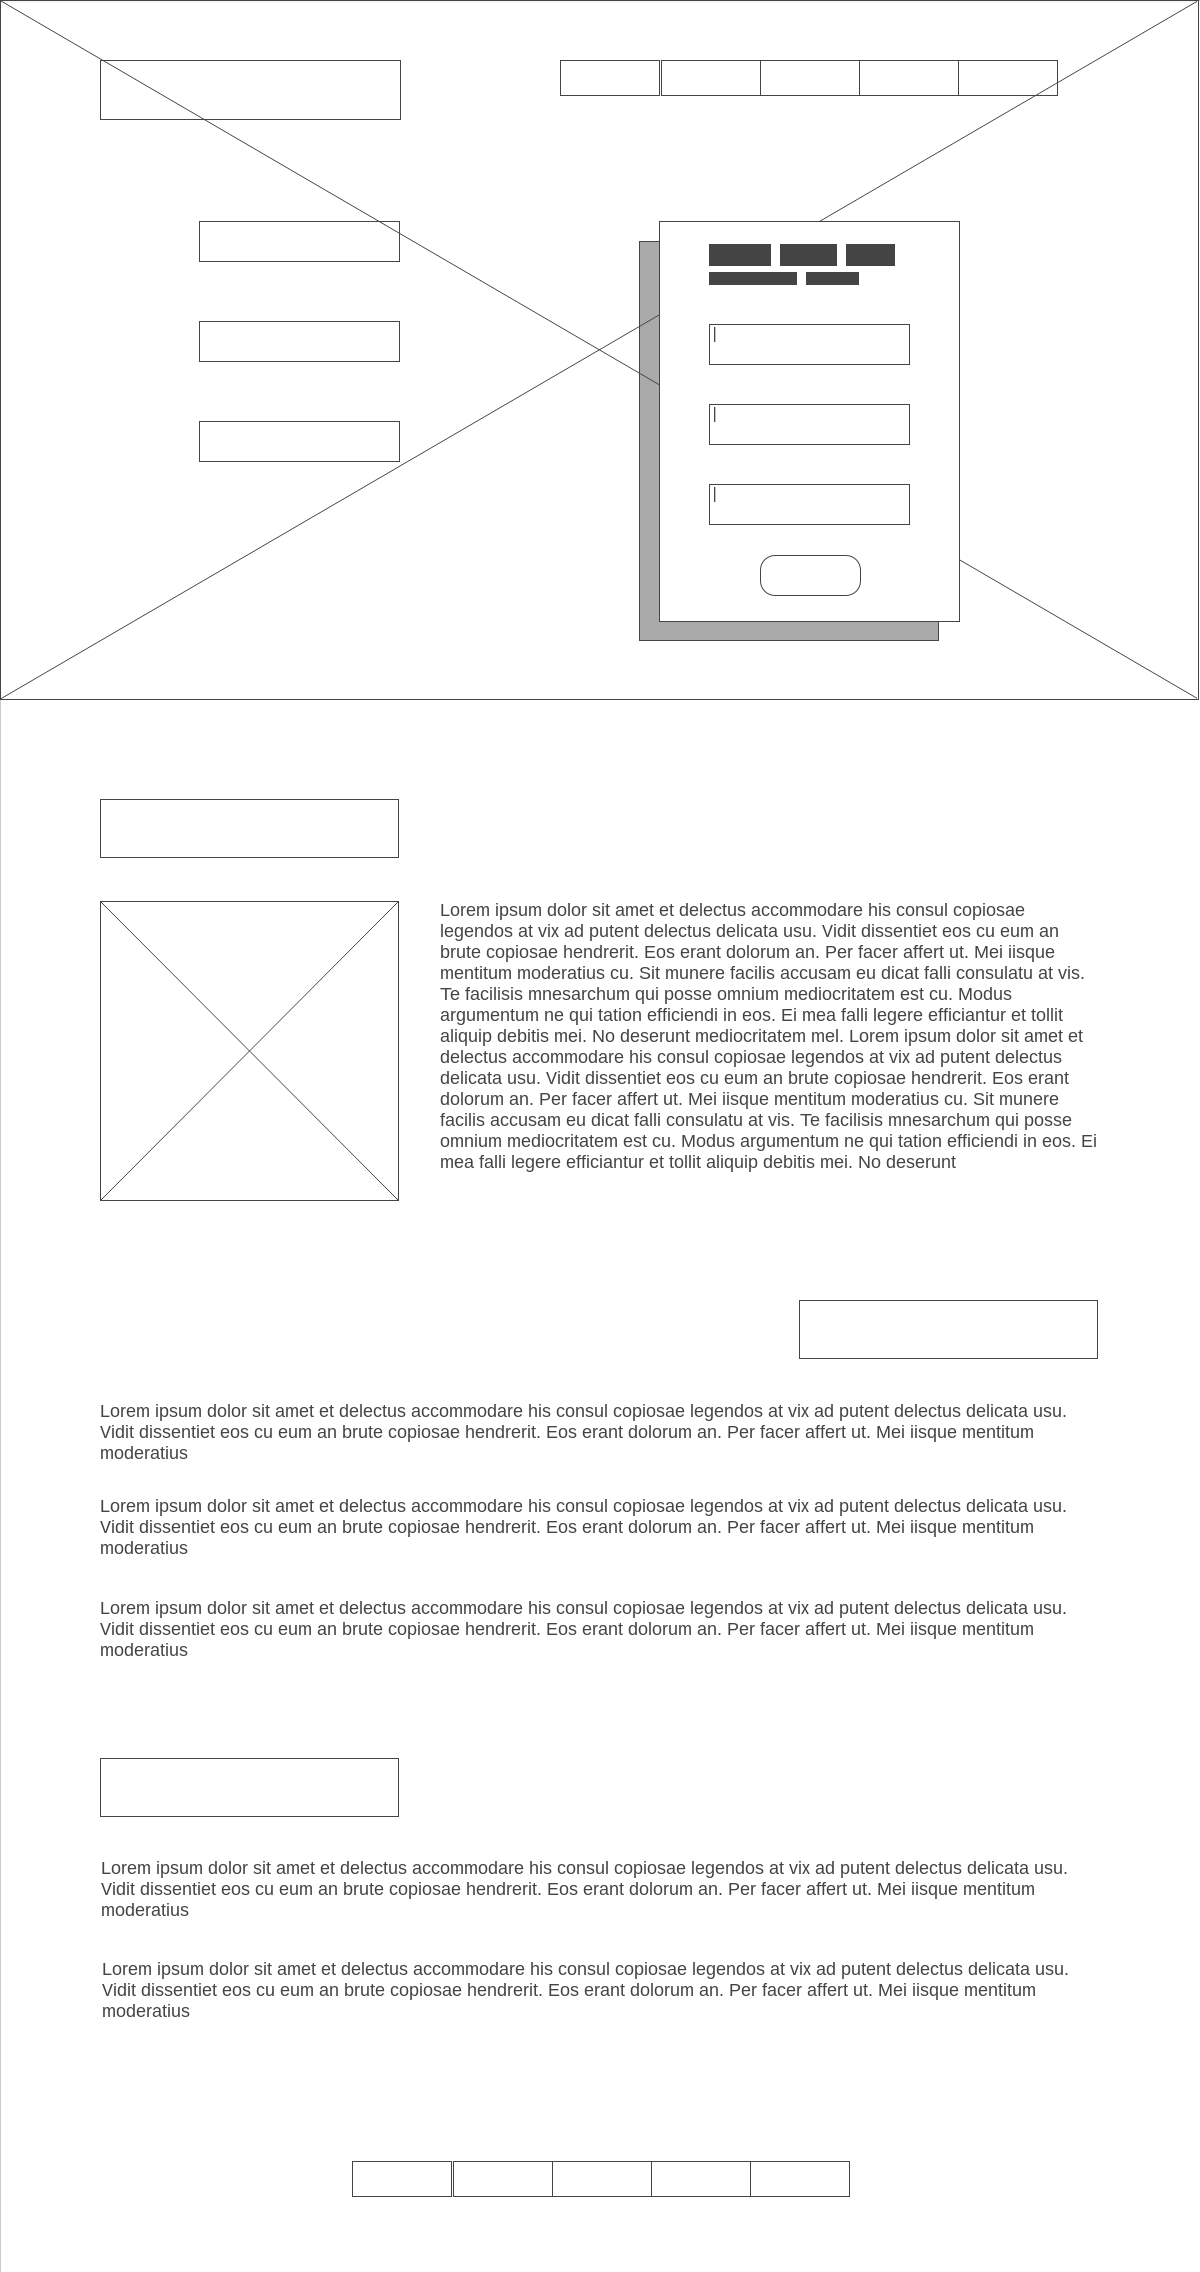 Lorem ipsum dolor sit amet et delectus accommodare his consul copiosae
legendos at vix ad putent delectus delicata usu. Vidit dissentiet eos cu eum an
brute copiosae hendrerit. Eos erant dolorum an. Per facer affert ut. Mei iisque
mentitum moderatius cu. Sit munere facilis accusam eu dicat falli consulatu at vis.
Te facilisis mnesarchum qui posse omnium mediocritatem est cu. Modus
argumentum ne qui tation efficiendi in eos. Ei mea falli legere efficiantur et tollit
aliquip debitis mei. No deserunt mediocritatem mel. Lorem ipsum dolor sit amet et
delectus accommodare his consul copiosae legendos at vix ad putent delectus
delicata usu. Vidit dissentiet eos cu eum an brute copiosae hendrerit. Eos erant
dolorum an. Per facer affert ut. Mei iisque mentitum moderatius cu. Sit munere
facilis accusam eu dicat falli consulatu at vis. Te facilisis mnesarchum qui posse
omnium mediocritatem est cu. Modus argumentum ne qui tation efficiendi in eos. Ei
mea falli legere efficiantur et tollit aliquip debitis mei. No deserunt
Lorem ipsum dolor sit amet et delectus accommodare his consul copiosae legendos at vix ad putent delectus delicata usu.
Vidit dissentiet eos cu eum an brute copiosae hendrerit. Eos erant dolorum an. Per facer affert ut. Mei iisque mentitum
moderatius
Lorem ipsum dolor sit amet et delectus accommodare his consul copiosae legendos at vix ad putent delectus delicata usu.
Vidit dissentiet eos cu eum an brute copiosae hendrerit. Eos erant dolorum an. Per facer affert ut. Mei iisque mentitum
moderatius
Lorem ipsum dolor sit amet et delectus accommodare his consul copiosae legendos at vix ad putent delectus delicata usu.
Vidit dissentiet eos cu eum an brute copiosae hendrerit. Eos erant dolorum an. Per facer affert ut. Mei iisque mentitum
moderatius
Lorem ipsum dolor sit amet et delectus accommodare his consul copiosae legendos at vix ad putent delectus delicata usu.
Vidit dissentiet eos cu eum an brute copiosae hendrerit. Eos erant dolorum an. Per facer affert ut. Mei iisque mentitum
moderatius
Lorem ipsum dolor sit amet et delectus accommodare his consul copiosae legendos at vix ad putent delectus delicata usu.
Vidit dissentiet eos cu eum an brute copiosae hendrerit. Eos erant dolorum an. Per facer affert ut. Mei iisque mentitum
moderatius